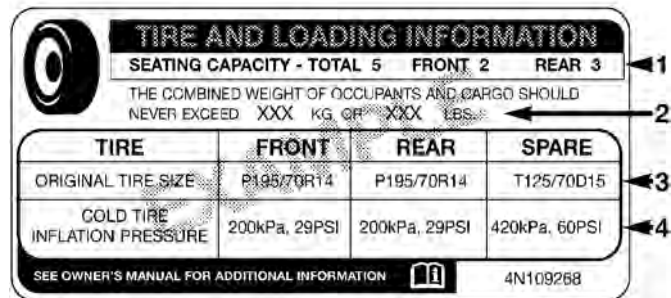 TIRE AND LOADING INFORMATION
SEATING CAPACITY - TOTAL 5 FRONT 2 REAR 3
1
THE COMBINED WEIGHT OF OCCUPANTS AND CARGO SHOULD
NEVER EXCEED XXX KG OR XXX LBS.
2
TIRE FRONT REAR SPARE
ORIGINAL TIRE SIZE P195/70R14 P195/70R14 T125/70D15
3
COLD TIRE
INFLATION PRESSURE
200kPa, 29PSI 200kPa, 29PSI 420kPa, 60PSI
4
SEE OWNER'S MANUAL FOR ADDITIONAL INFORMATION
4N109268
EXAMPLE